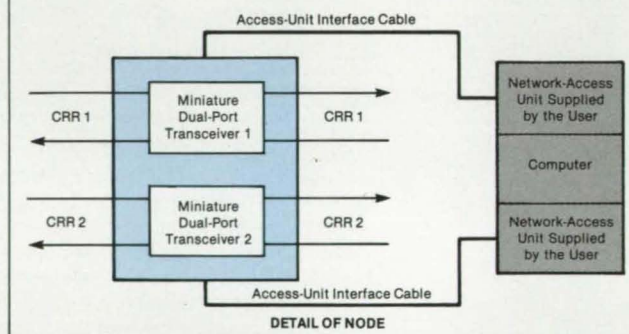 Access-Unit Interface Cable
Network-Access
Unit Supplied
by the User
Miniature
Dual-Port
Transceiver 1
CRR 1
CRR 1
Computer
Miniature
Dual-Port
Transceiver 2
CRR 2
CRR 2
Network-Access
Unit Supplied
by the User
Access-Unit Interface Cable
DETAIL OF NODE